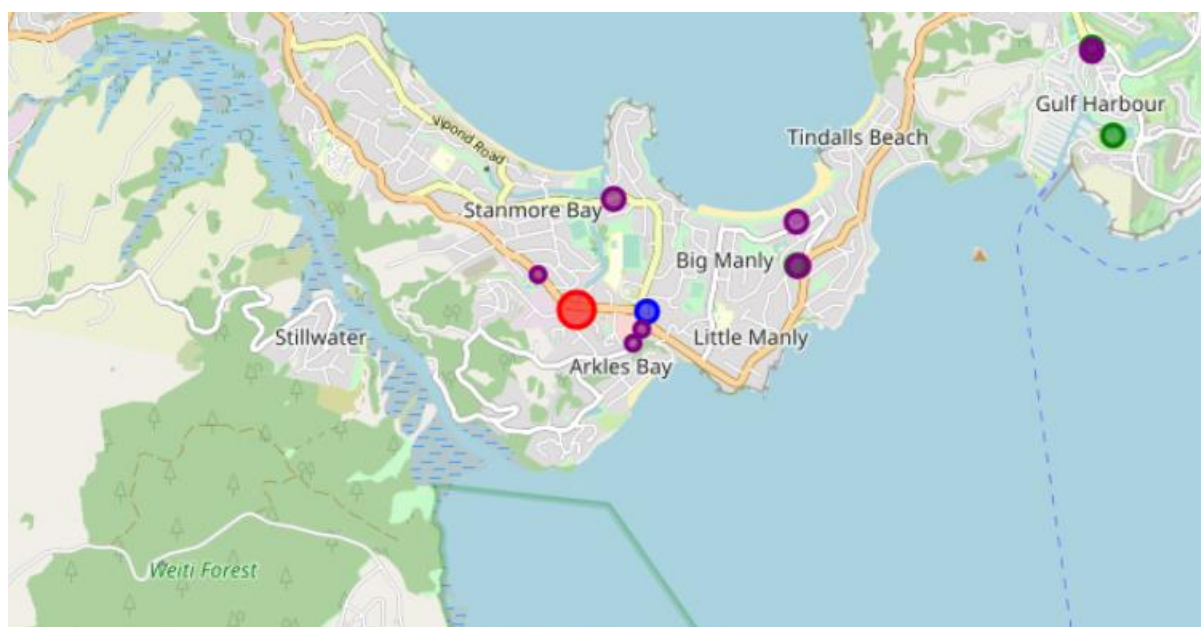 Gulf Harbour
Vipond Road
Tindalls Beach
Stanmore Bay
Big Manly
Stillwater
Little Manly
Arkles Bay
Weiti Forest